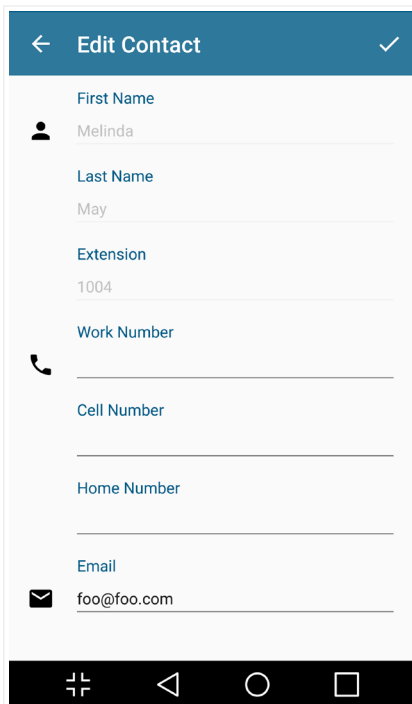 Edit Contact
First Name
Melinda
Last Name
May
Extension
1004
Work Number
Cell Number
Home Number
Email
foo@foo.com